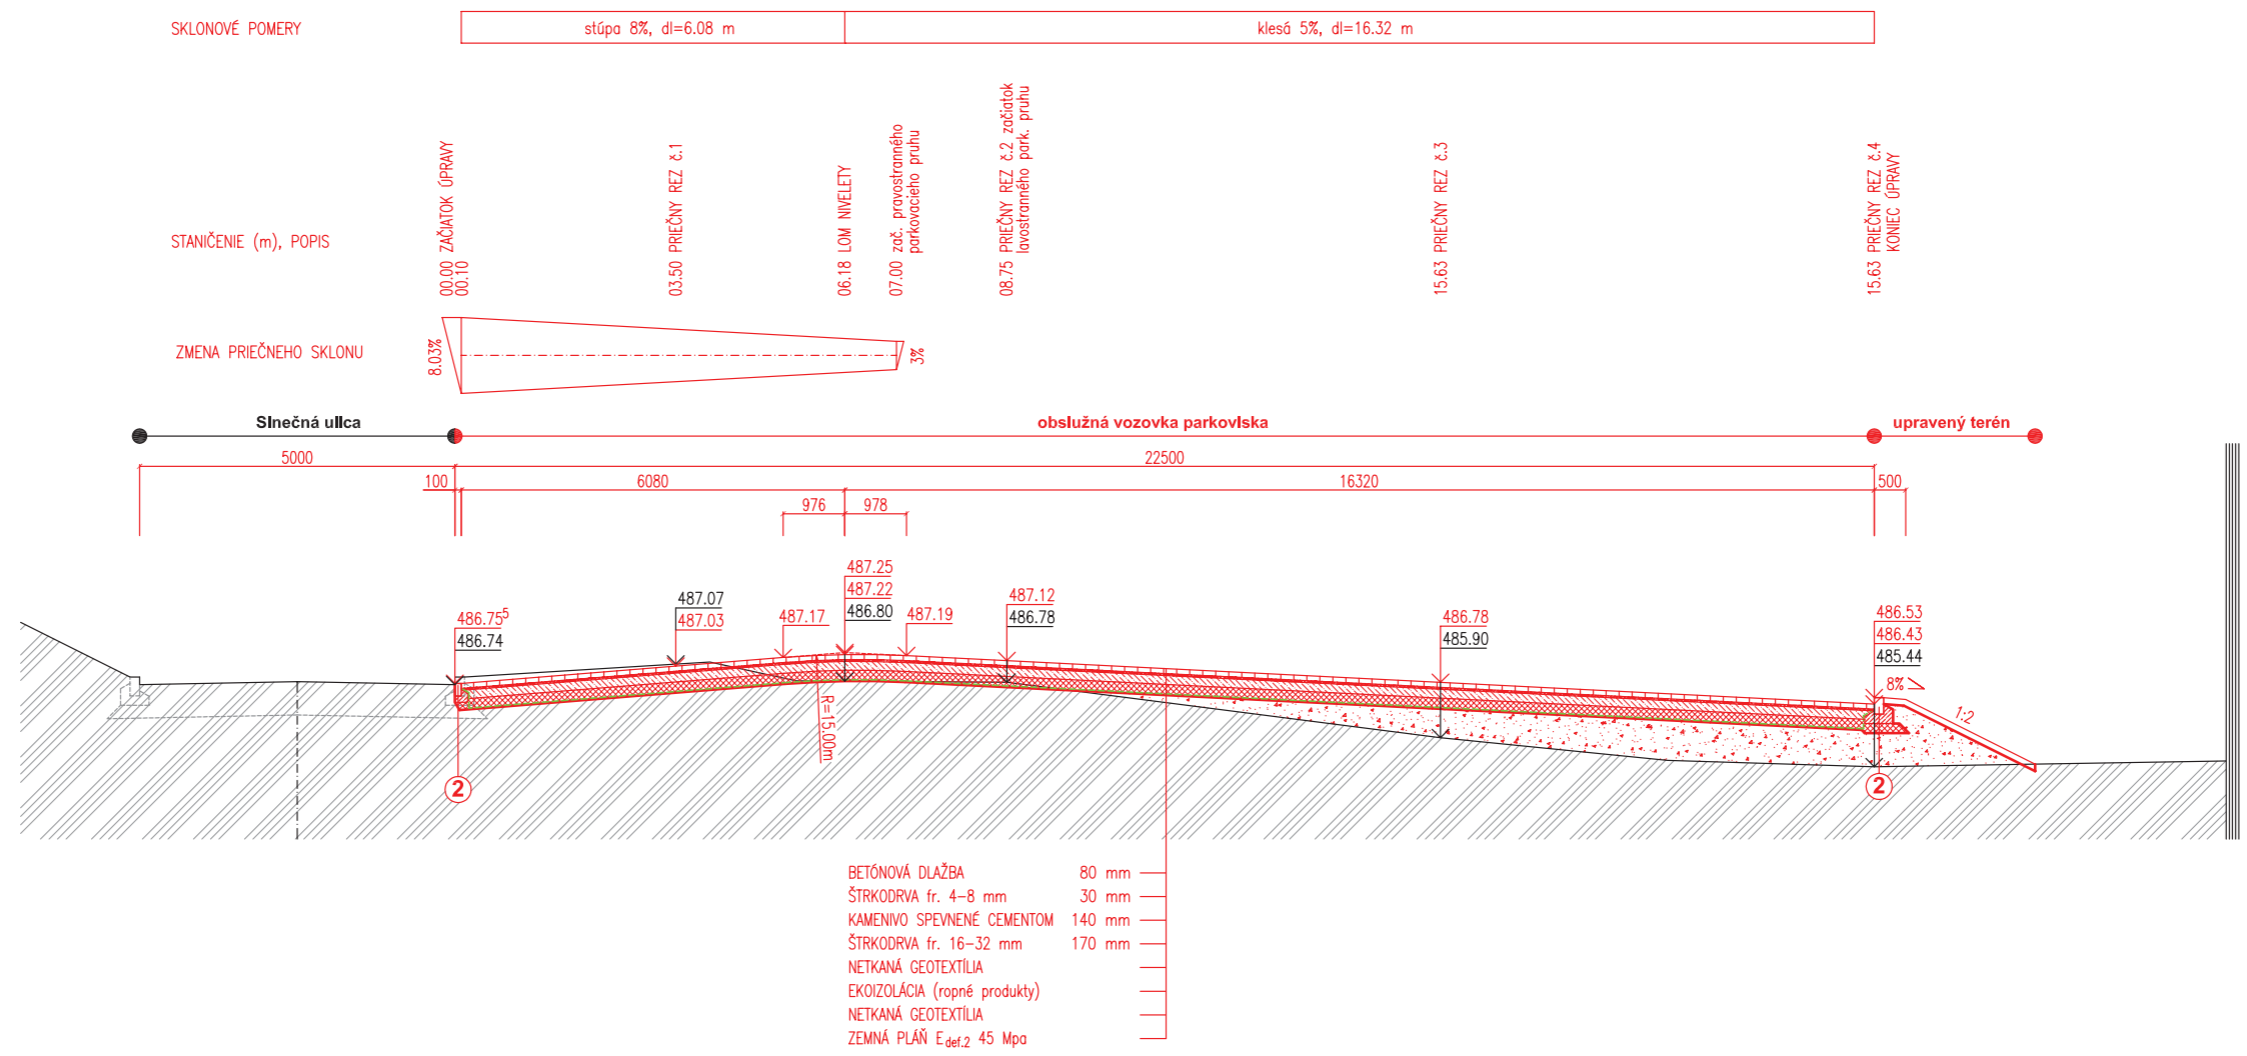 SKLONOVÉ POMERY
stúpa 8%, dl=6.08 m
klesá 5%, dl=16.32 m
STANIČENIE (m), POPIS
00.00 ZAČIATOK ÚPRAVY
00.10
03.50 PRIEČNY REZ č.1
06.18 LOM NIVELETY
07.00 zač. pravostranného
parkovacieho pruhu
08.75 PRIEČNY REZ č.2 začiatok
ľavostranného park. pruhu
15.63 PRIEČNY REZ č.3
15.63 PRIEČNY REZ č.4
KONIEC ÚPRAVY
ZMENA PRIEČNEHO SKLONU
8.03%
3%
Slnečná ulica
obslužná vozovka parkoviska
upravený terén
5000
22500
100
6080
16320
500
976
978
487.25
487.22
486.80
487.07
487.03
487.17
487.19
487.12
486.78
486.75⁵
486.74
486.78
485.90
486.53
486.43
485.44
8%
1:2
R=15.00m
2
2
BETÓNOVÁ DLAŽBA 80 mm
ŠTRKODRVA fr. 4-8 mm 30 mm
KAMENIVO SPEVNENÉ CEMENTOM 140 mm
ŠTRKODRVA fr. 16-32 mm 170 mm
NETKANÁ GEOTEXTÍLIA
EKOIZOLÁCIA (ropné produkty)
NETKANÁ GEOTEXTÍLIA
ZEMNÁ PLÁŇ Edef.2 45 Mpa